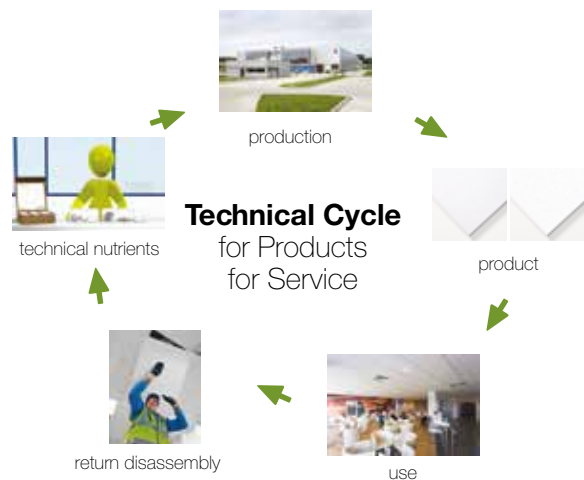 production
technical nutrients
Technical Cycle
for Products
for Service
product
return disassembly
use